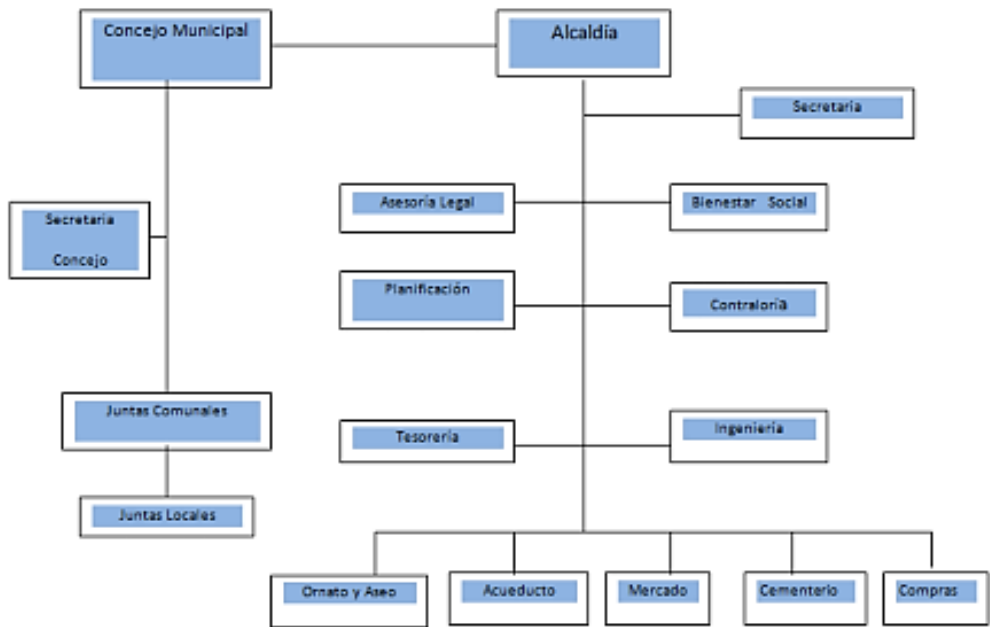 Concejo Municipal
Alcaldía
Secretaria
Asesoría Legal
Bienestar Social
Secretaria
Concejo
Planificación
Contraloría
Juntas Comunales
Tesorería
Ingeniería
Juntas Locales
Ornato y Aseo
Acueducto
Mercado
Cementerio
Compras